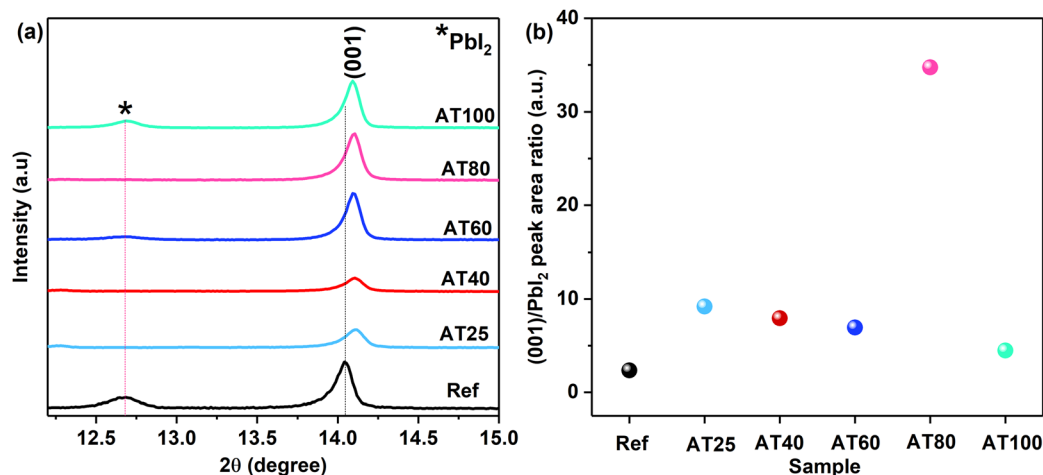 (a)
*PbI₂
(001)
*
AT100
AT80
AT60
AT40
AT25
Ref
Intensity (a.u)
12.5 13.0 13.5 14.0 14.5 15.0
2θ (degree)
(b)
(001)/PbI₂ peak area ratio (a.u.)
40
30
20
10
0
Ref AT25 AT40 AT60 AT80 AT100
Sample